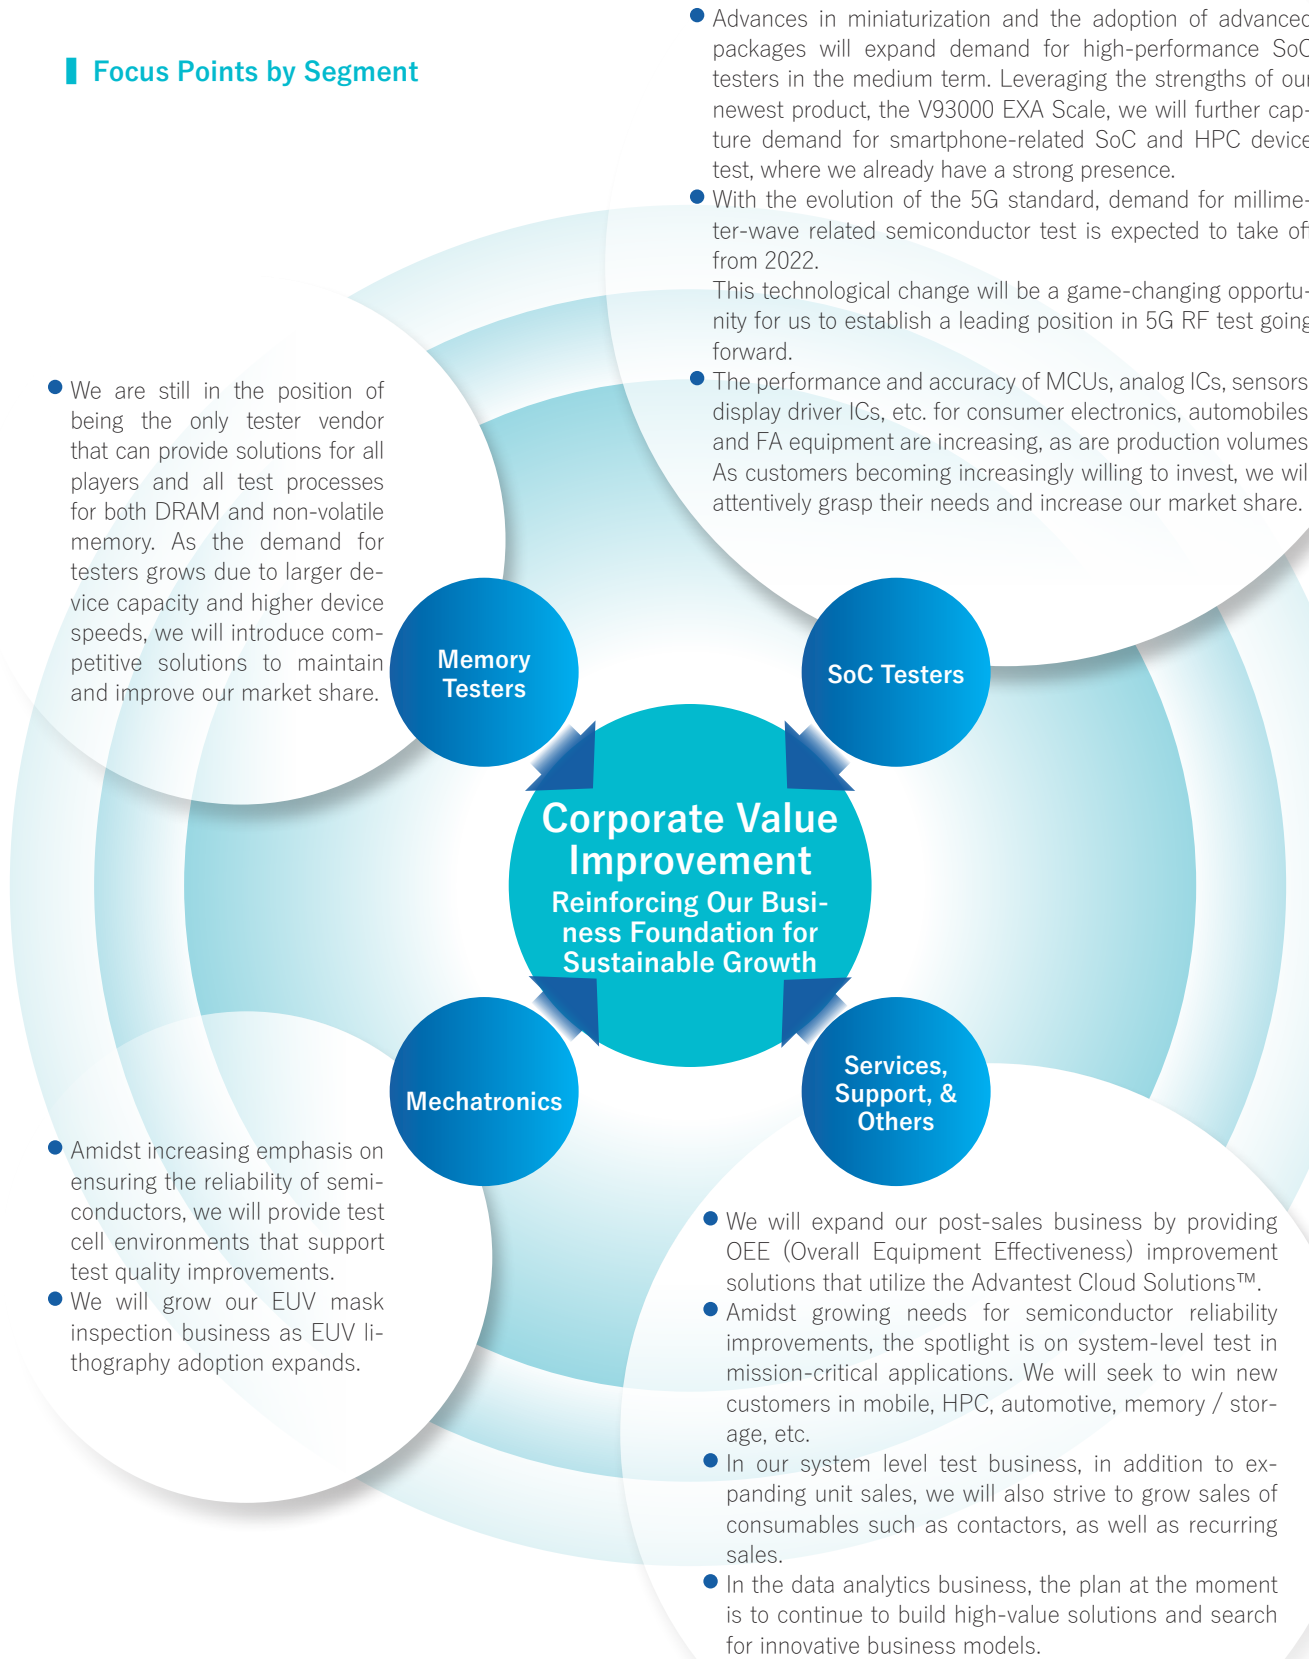 Focus Points by Segment
Advances in miniaturization and the adoption of advanced
packages will expand demand for high-performance SoC
testers in the medium term. Leveraging the strengths of our
newest product, the V93000 EXA Scale, we will further cap-
ture demand for smartphone-related SoC and HPC device
test, where we already have a strong presence.
With the evolution of the 5G standard, demand for millime-
ter-wave related semiconductor test is expected to take off
from 2022.
This technological change will be a game-changing opportu-
nity for us to establish a leading position in 5G RF test going
forward.
The performance and accuracy of MCUs, analog ICs, sensors
display driver ICs, etc. for consumer electronics, automobiles
and FA equipment are increasing, as are production volumes
As customers becoming increasingly willing to invest, we will
attentively grasp their needs and increase our market share.
We are still in the position of
being the only tester vendor
that can provide solutions for all
players and all test processes
for both DRAM and non-volatile
memory. As the demand for
testers grows due to larger de-
vice capacity and higher device
speeds, we will introduce com-
petitive solutions to maintain
and improve our market share.
Memory
Testers
SoC Testers
Corporate Value
Improvement
Reinforcing Our Busi-
ness Foundation for
Sustainable Growth
Mechatronics
Services,
Support, &
Others
Amidst increasing emphasis on
ensuring the reliability of semi-
conductors, we will provide test
cell environments that support
test quality improvements.
We will grow our EUV mask
inspection business as EUV li-
thography adoption expands.
We will expand our post-sales business by providing
OEE (Overall Equipment Effectiveness) improvement
solutions that utilize the Advantest Cloud Solutions™.
Amidst growing needs for semiconductor reliability
improvements, the spotlight is on system-level test in
mission-critical applications. We will seek to win new
customers in mobile, HPC, automotive, memory / stor-
age, etc.
In our system level test business, in addition to ex-
panding unit sales, we will also strive to grow sales of
consumables such as contactors, as well as recurring
sales.
In the data analytics business, the plan at the moment
is to continue to build high-value solutions and search
for innovative business models.